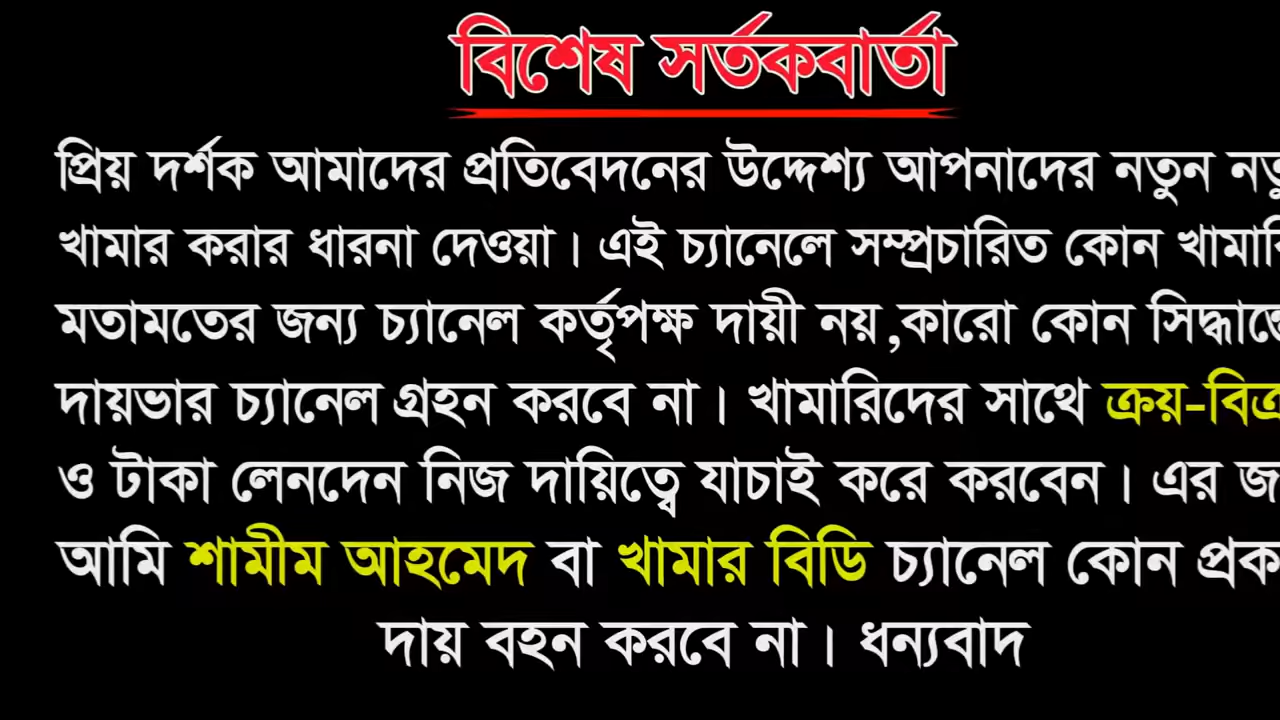 বিশেষ সর্তকবার্তা
প্রিয় দর্শক আমাদের প্রতিবেদনের উদ্দেশ্য আপনাদের নতুন
খামার করার ধারনা দেওয়া। এই চ্যানেলে সম্প্রচারিত কোন
মতামতের জন্য চ্যানেল কর্তৃপক্ষ দায়ী নয়,কারো কোন
দায়ভার চ্যানেল গ্রহন করবে না। খামারিদের সাথে ক্রয়-
ও টাকা লেনদেন নিজ দায়িত্বে যাচাই করে করবেন। এর
আমি শামীম আহমেদ বা খামার বিডি চ্যানেল কোন
দায় বহন করবে না। ধন্যবাদ